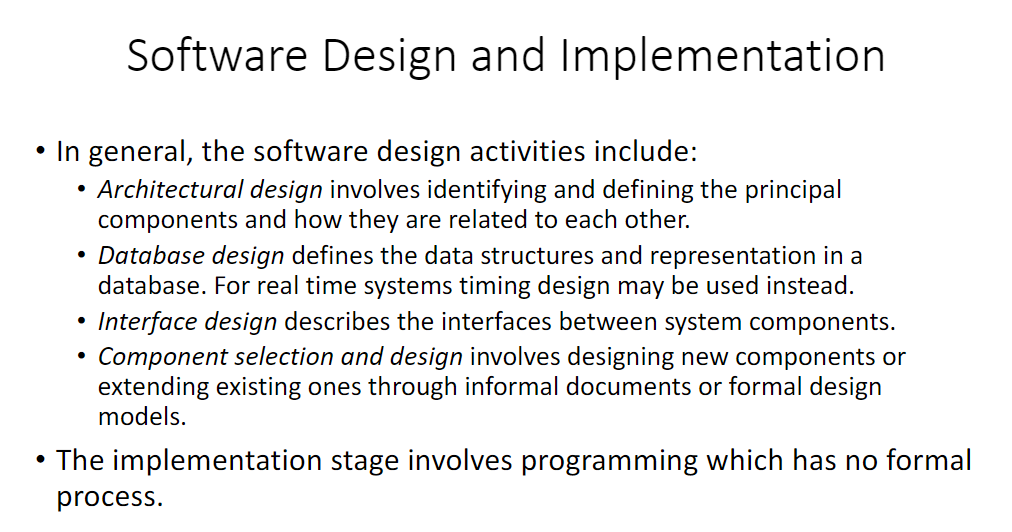 Software Design and Implementation
• In general, the software design activities include:
• Architectural design involves identifying and defining the principal
components and how they are related to each other.
• Database design defines the data structures and representation in a
database. For real time systems timing design may be used instead.
• Interface design describes the interfaces between system components.
• Component selection and design involves designing new components or
extending existing ones through informal documents or formal design
models.
• The implementation stage involves programming which has no formal
process.